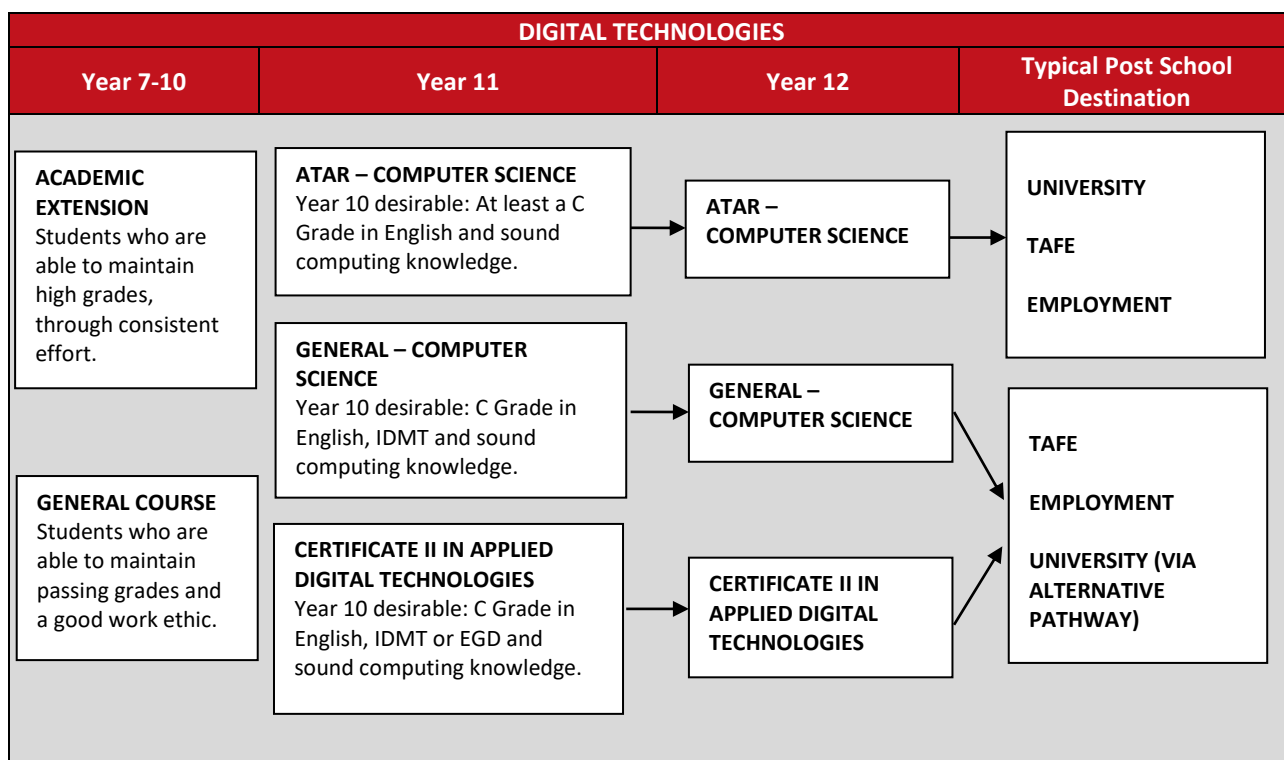 DIGITAL TECHNOLOGIES
Year 7-10
Year 11
Year 12
Typical Post School
Destination
ACADEMIC
EXTENSION
Students who are
able to maintain
high grades,
through consistent
effort.
GENERAL COURSE
Students who are
able to maintain
passing grades and
a good work ethic.
ATAR – COMPUTER SCIENCE
Year 10 desirable: At least a C
Grade in English and sound
computing knowledge.
GENERAL – COMPUTER
SCIENCE
Year 10 desirable: C Grade in
English, IDMT and sound
computing knowledge.
CERTIFICATE II IN APPLIED
DIGITAL TECHNOLOGIES
Year 10 desirable: C Grade in
English, IDMT or EGD and
sound computing knowledge.
ATAR –
COMPUTER SCIENCE
GENERAL –
COMPUTER SCIENCE
CERTIFICATE II IN
APPLIED DIGITAL
TECHNOLOGIES
UNIVERSITY
TAFE
EMPLOYMENT
TAFE
EMPLOYMENT
UNIVERSITY (VIA
ALTERNATIVE
PATHWAY)